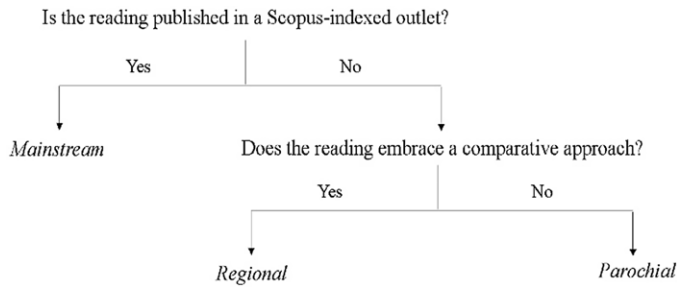 Is the reading published in a Scopus-indexed outlet?
Yes
No
Mainstream
Does the reading embrace a comparative approach?
Yes
No
Regional
Parochial